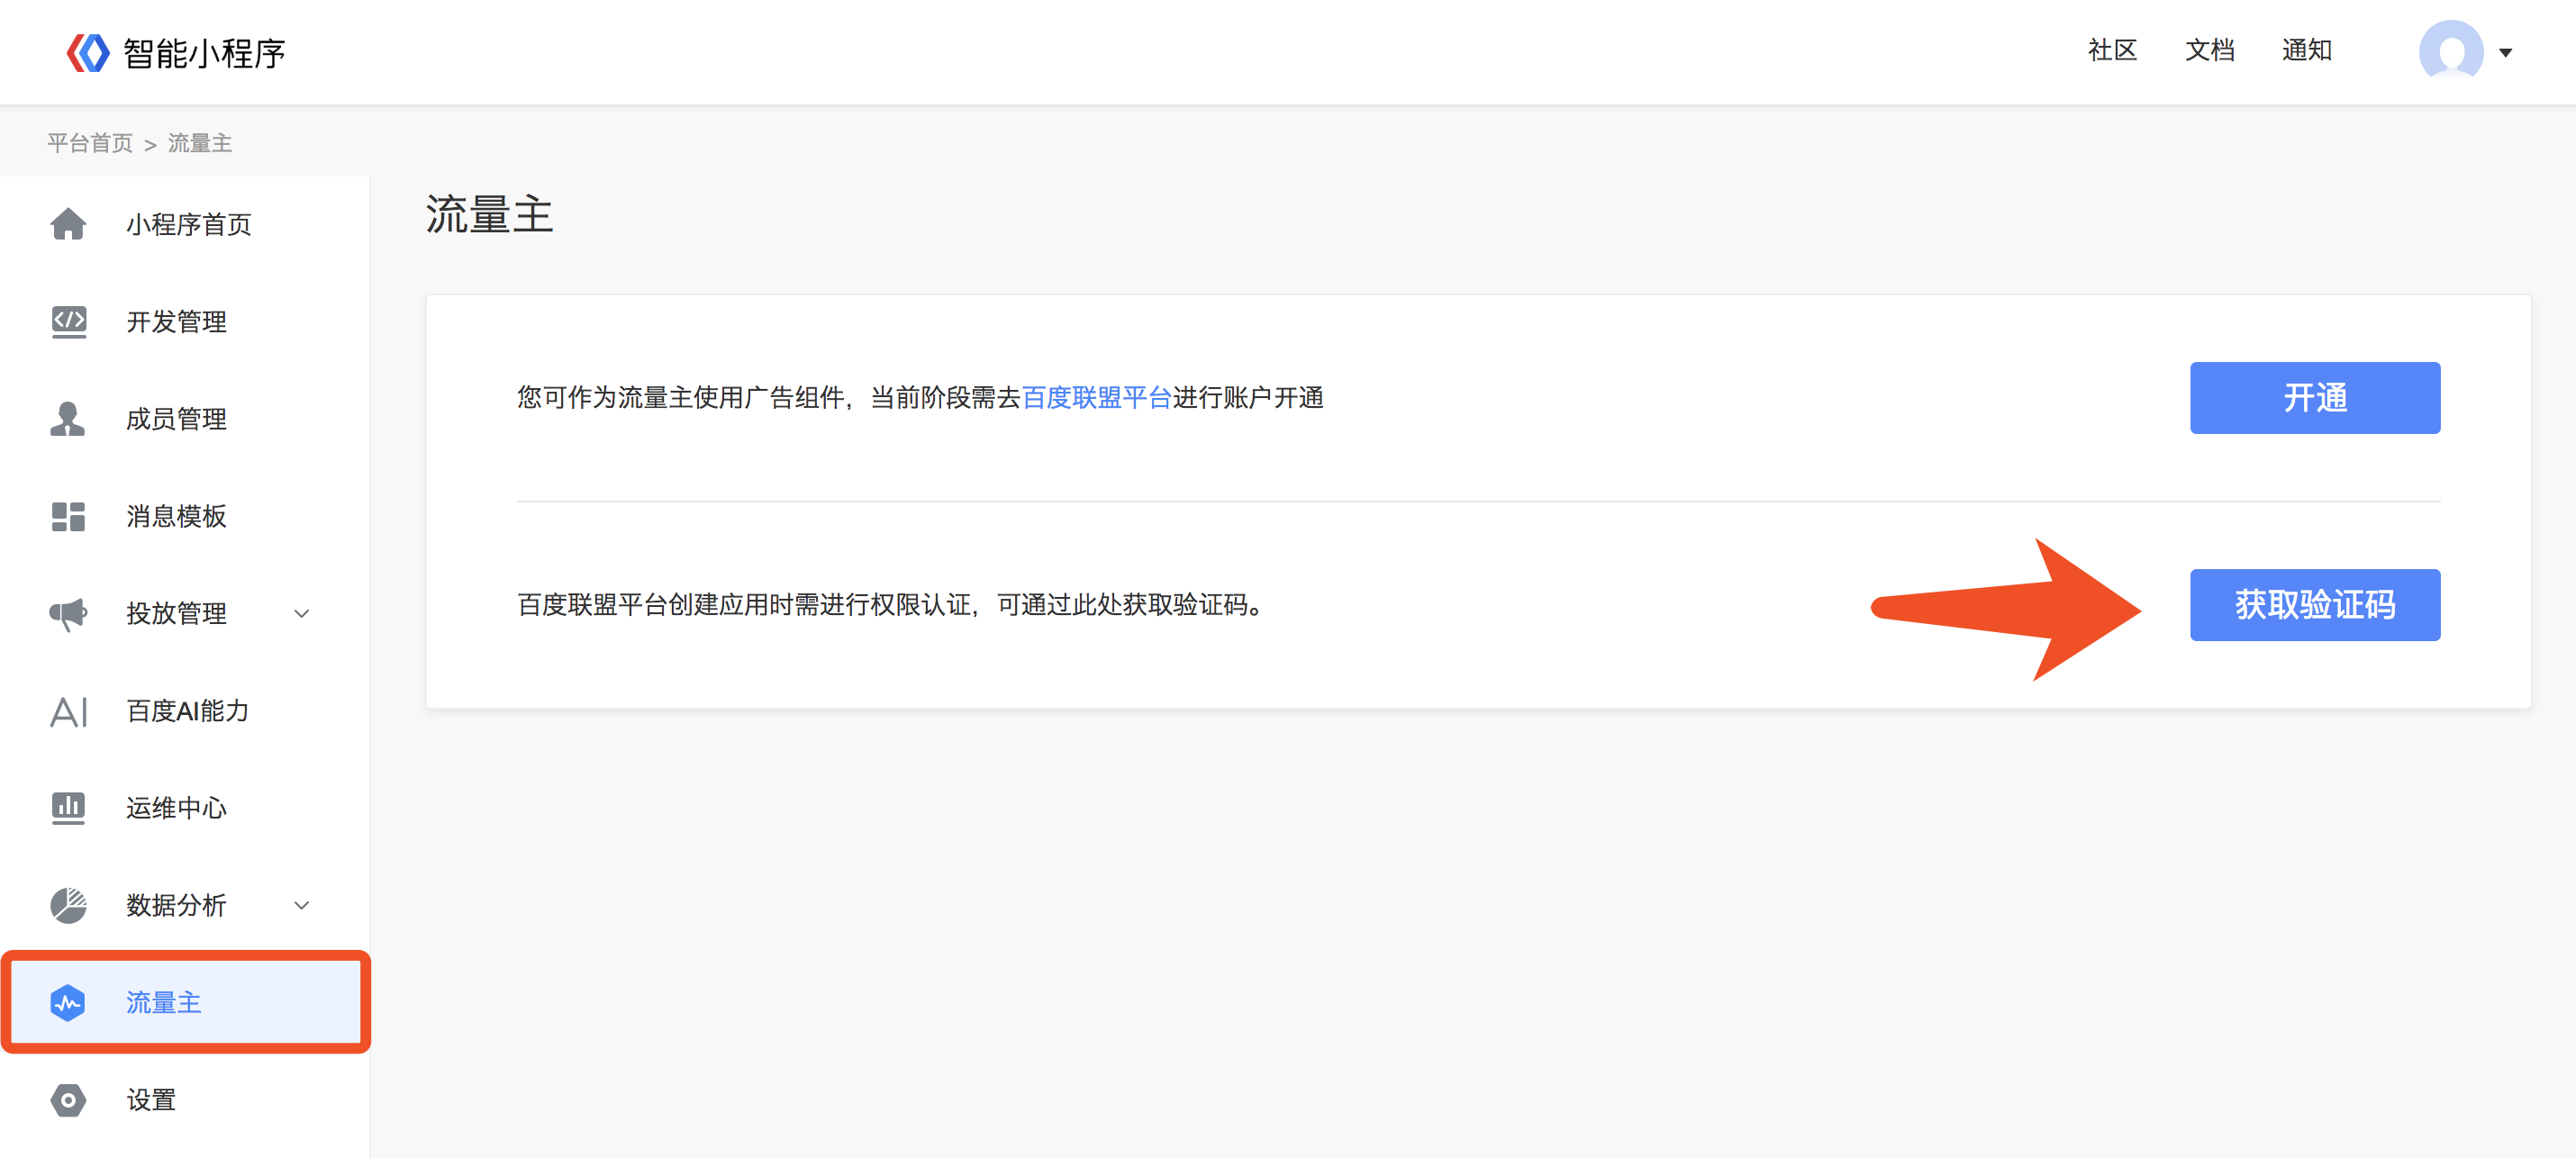 智能小程序
社区 文档 通知
平台首页 > 流量主
小程序首页
开发管理
成员管理
消息模板
投放管理
百度AI能力
运维中心
数据分析
流量主
设置
流量主
您可作为流量主使用广告组件，当前阶段需去百度联盟平台进行账户开通
开通
百度联盟平台创建应用时需进行权限认证，可通过此处获取验证码。
获取验证码